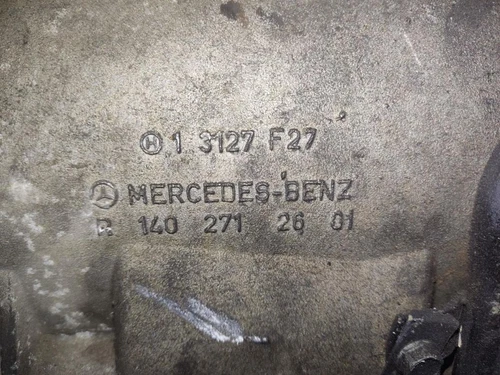 H 1 3127 F27
MERCEDES-BENZ
R 140 271 26 01